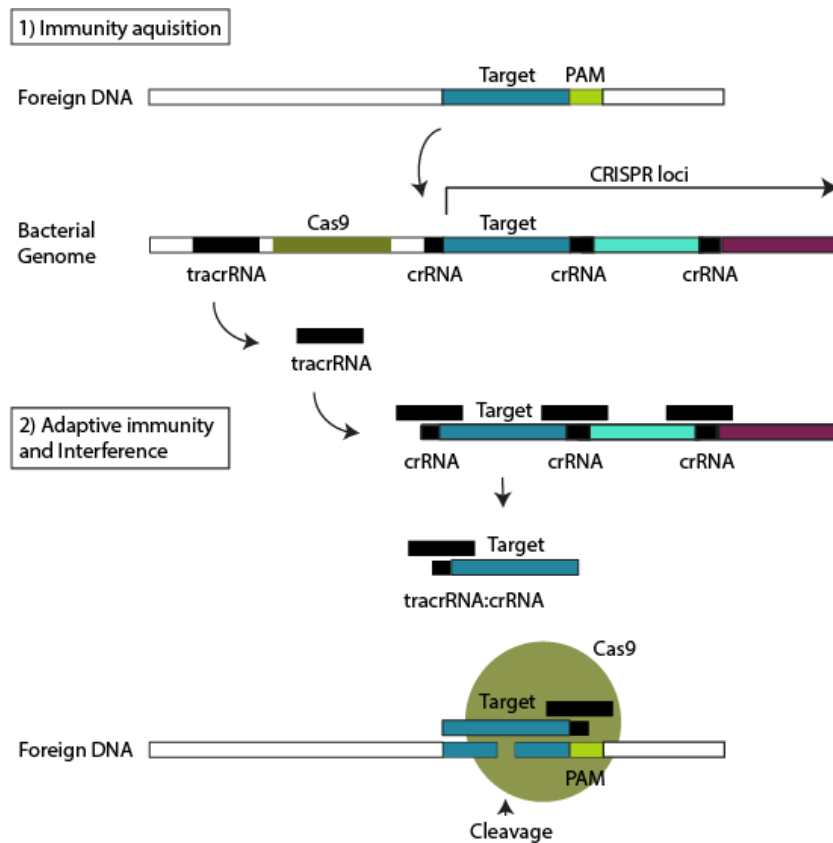 1) Immunity aquisition
Target PAM
Foreign DNA
CRISPR loci
Cas9 Target
Bacterial
Genome
tracrRNA crRNA crRNA crRNA
tracrRNA
2) Adaptive immunity
and Interference
Target
crRNA crRNA crRNA
Target
tracrRNA:crRNA
Cas9
Target
Foreign DNA
PAM
Cleavage